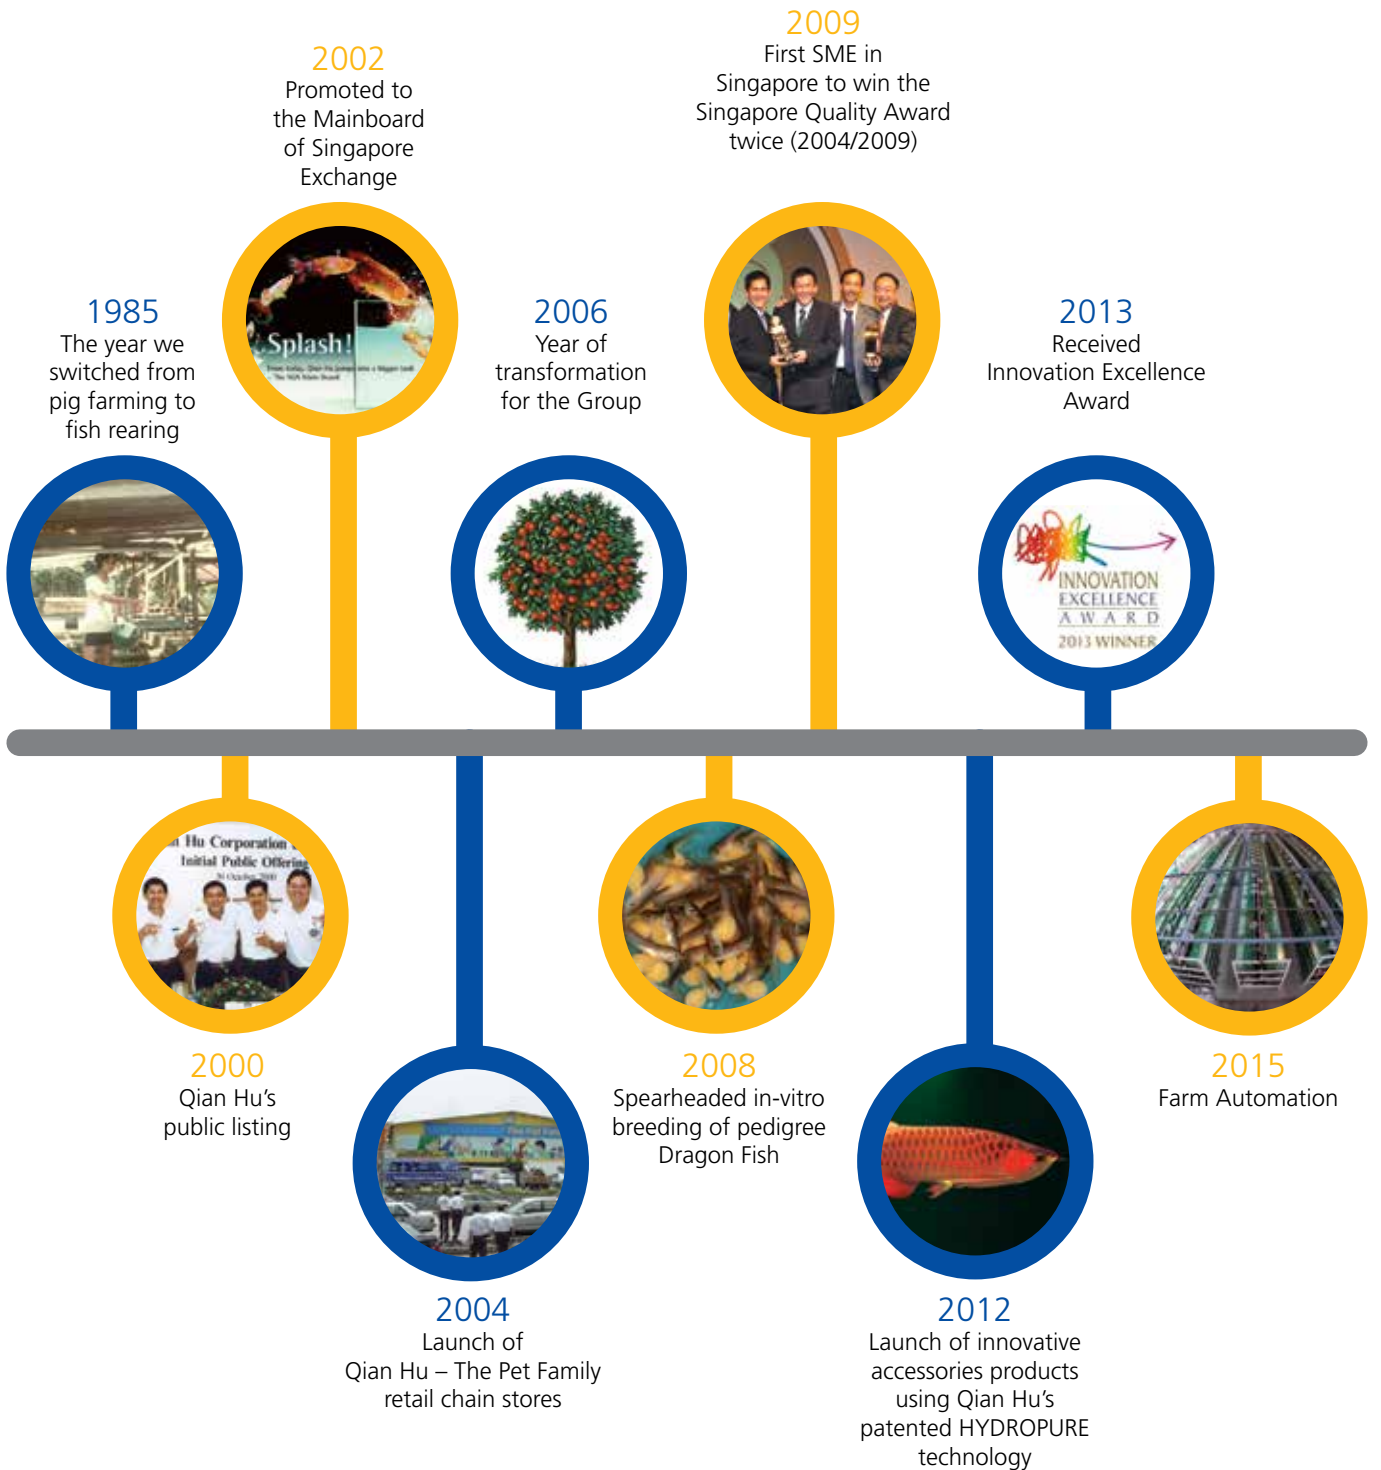 2009
First SME in
Singapore to win the
Singapore Quality Award
twice (2004/2009)
2002
Promoted to
the Mainboard
of Singapore
Exchange
Splash!
1985
The year we
switched from
pig farming to
fish rearing
2006
Year of
transformation
for the Group
2013
Received
Innovation Excellence
Award
INNOVATION
EXCELLENCE
AWARD
2013 WINNER
Hu Corporation
Initial Public Offering
2000
Qian Hu's
public listing
2008
Spearheaded in-vitro
breeding of pedigree
Dragon Fish
2015
Farm Automation
2004
Launch of
Qian Hu – The Pet Family
retail chain stores
2012
Launch of innovative
accessories products
using Qian Hu's
patented HYDROPURE
technology